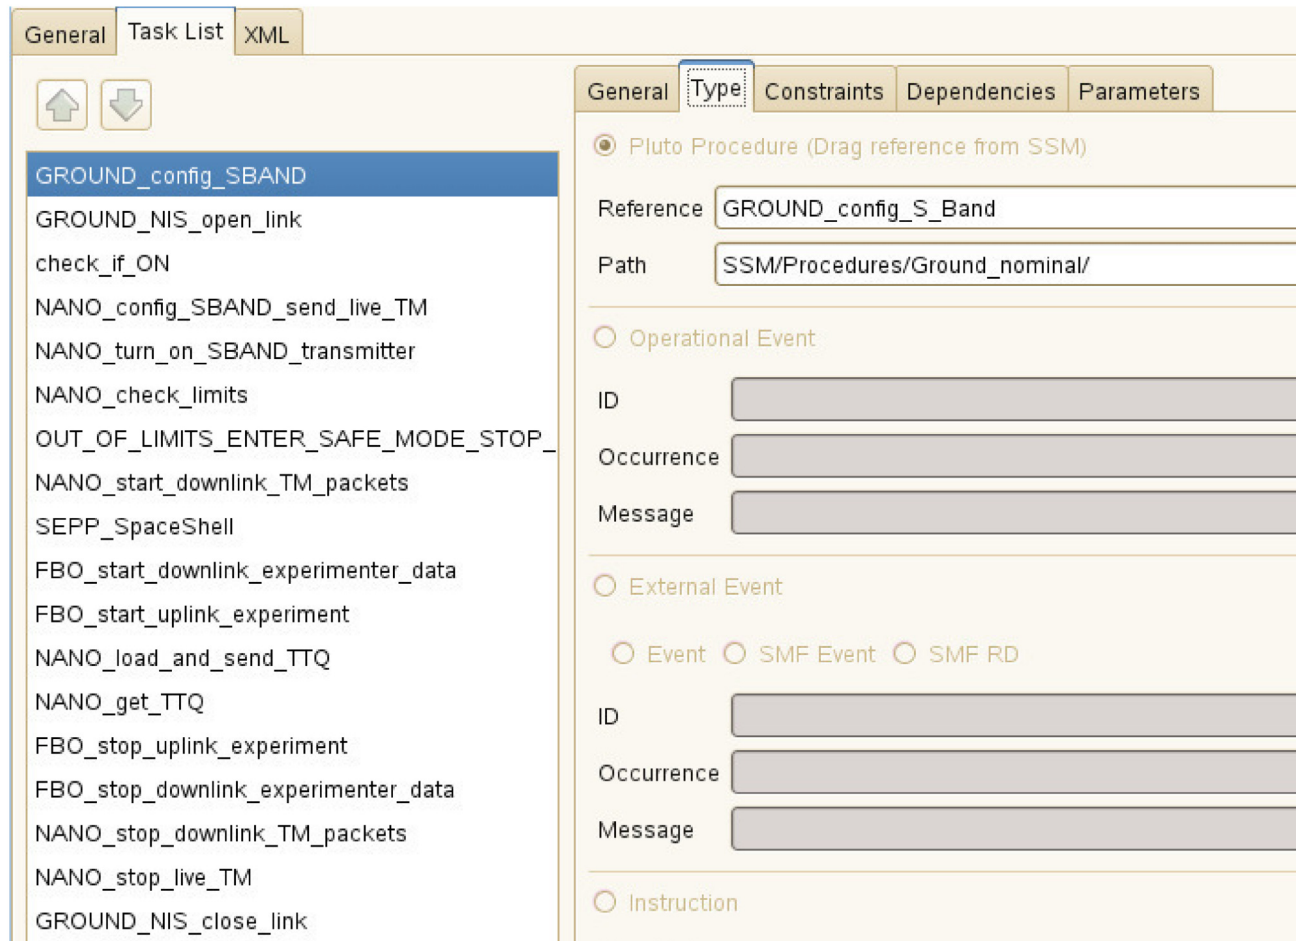 General Task List XML
GROUND_config_SBAND
GROUND_NIS_open_link
check_if_ON
NANO_config_SBAND_send_live_TM
NANO_turn_on_SBAND_transmitter
NANO_check_limits
OUT_OF_LIMITS_ENTER_SAFE_MODE_STOP_
NANO_start_downlink_TM_packets
SEPP_SpaceShell
FBO_start_downlink_experimenter_data
FBO_start_uplink_experiment
NANO_load_and_send_TTQ
NANO_get_TTQ
FBO_stop_uplink_experiment
FBO_stop_downlink_experimenter_data
NANO_stop_downlink_TM_packets
NANO_stop_live_TM
GROUND_NIS_close_link
General Type Constraints Dependencies Parameters
Pluto Procedure (Drag reference from SSM)
Reference GROUND_config_S_Band
Path SSM/Procedures/Ground_nominal/
Operational Event
ID
Occurrence
Message
External Event
Event SMF Event SMF RD
ID
Occurrence
Message
Instruction